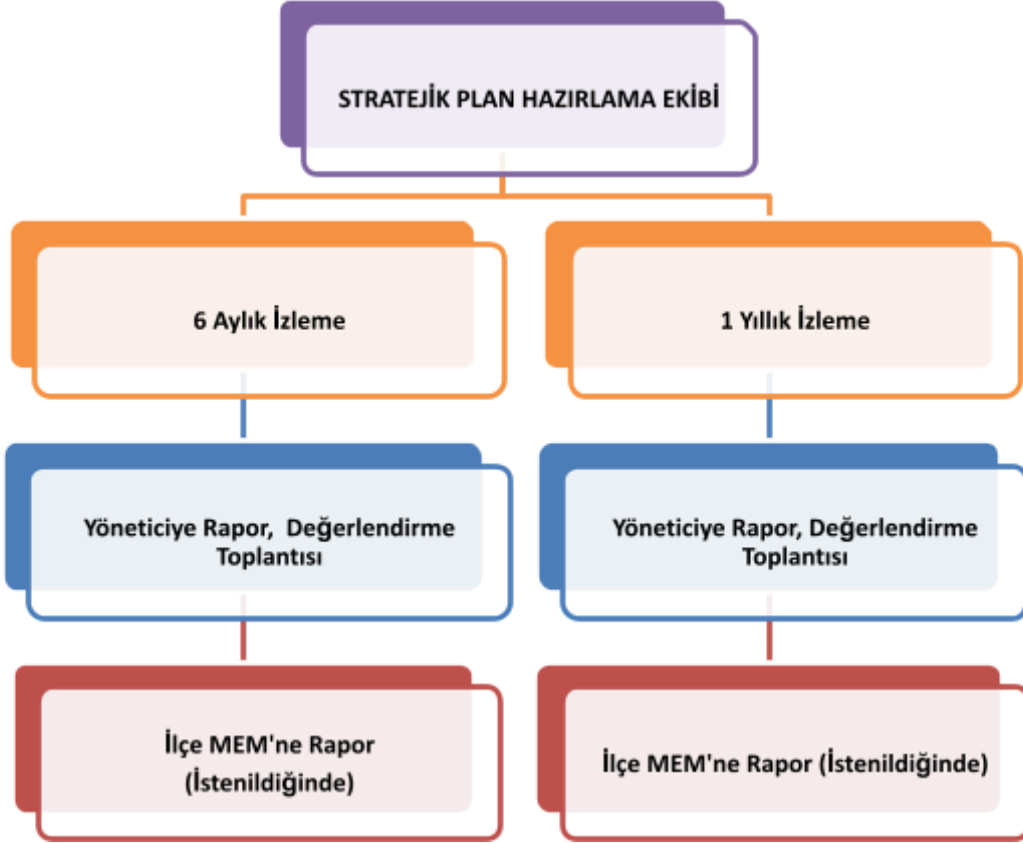 STRATEJİK PLAN HAZIRLAMA EKİBİ
6 Aylık İzleme
1 Yıllık İzleme
Yöneticiye Rapor, Değerlendirme
Toplantısı
Yöneticiye Rapor, Değerlendirme
Toplantısı
İlçe MEM'ne Rapor
(İstenildiğinde)
İlçe MEM'ne Rapor (İstenildiğinde)